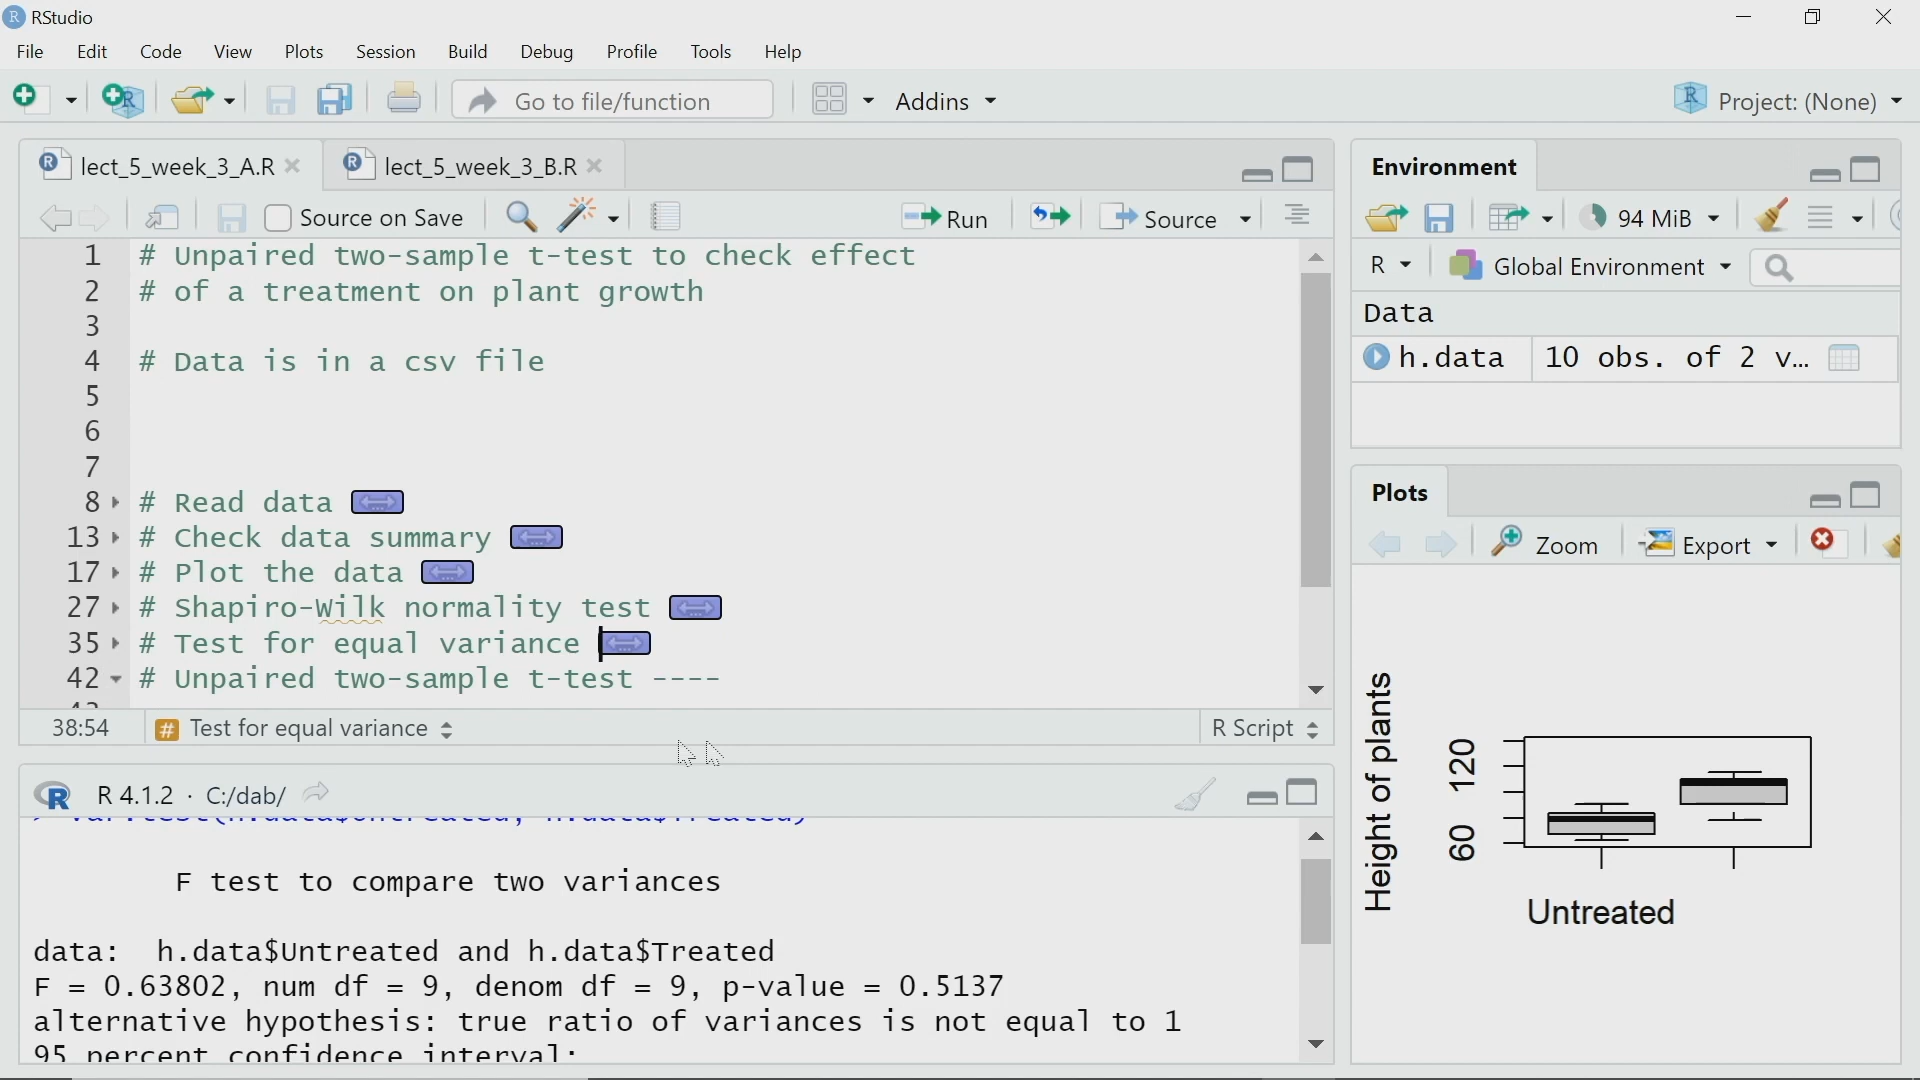 RStudio
File Edit Code View Plots Session Build Debug Profile Tools Help
Go to file/function Addins Project: (None)
lect_5_week_3_A.R lect_5_week_3_B.R
Source on Save Run Source
1 # Unpaired two-sample t-test to check effect
2 # of a treatment on plant growth
3
4 # Data is in a csv file
5
6
7
8 # Read data
13 # Check data summary
17 # Plot the data
27 # Shapiro-Wilk normality test
35 # Test for equal variance
42 # Unpaired two-sample t-test ----
38:54 # Test for equal variance R Script
R 4.1.2 · C:/dab/
F test to compare two variances
data: h.data$Untreated and h.data$Treated
F = 0.63802, num df = 9, denom df = 9, p-value = 0.5137
alternative hypothesis: true ratio of variances is not equal to 1
95 percent confidence interval:
Environment
94 MiB
R Global Environment
Data
h.data 10 obs. of 2 v…
Plots
Zoom Export
Height of plants
120
60
Untreated